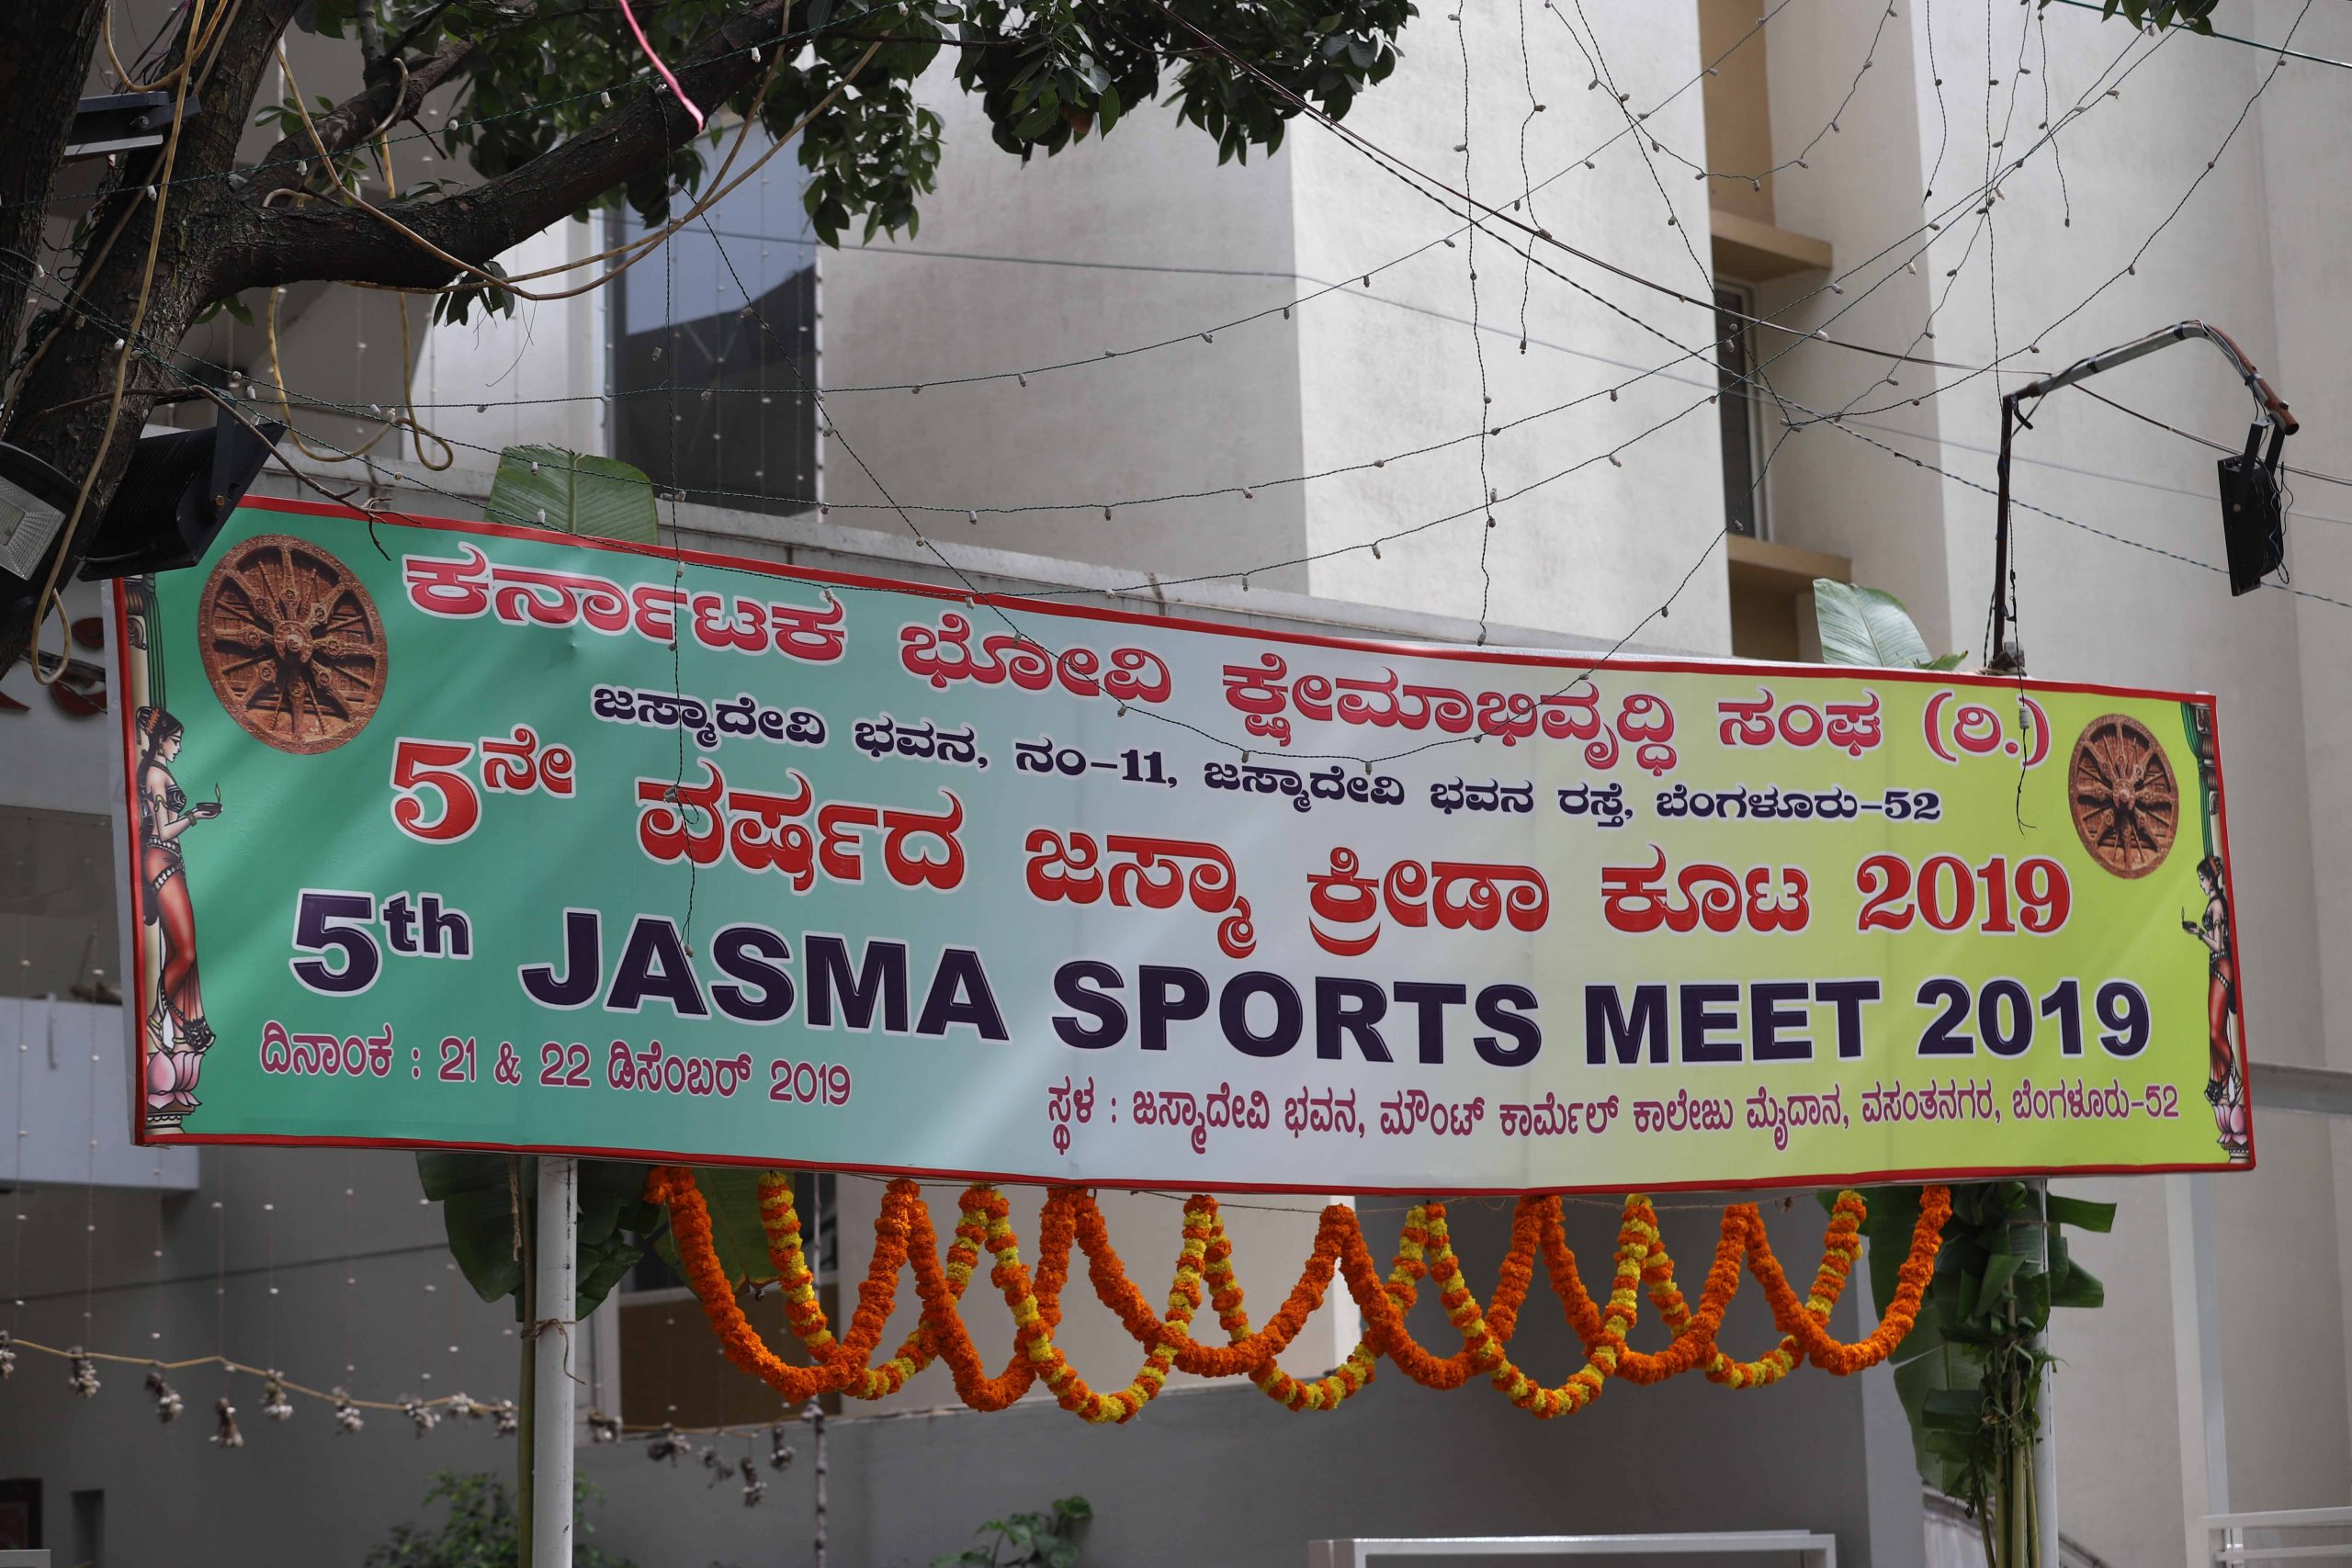 ಕರ್ನಾಟಕ ಭೋವಿ ಕ್ಷೇಮಾಭಿವೃದ್ಧಿ ಸಂಘ (ರಿ.)
ಜಸ್ಮಾದೇವಿ ಭವನ, ನಂ-11, ಜಸ್ಮಾದೇವಿ ಭವನ ರಸ್ತೆ, ಬೆಂಗಳೂರು-52
5ನೇ ವರ್ಷದ ಜಸ್ಮಾ ಕ್ರೀಡಾ ಕೂಟ 2019
5th JASMA SPORTS MEET 2019
ದಿನಾಂಕ : 21 & 22 ಡಿಸೆಂಬರ್ 2019
ಸ್ಥಳ : ಜಸ್ಮಾದೇವಿ ಭವನ, ಮೌಂಟ್ ಕಾರ್ಮೆಲ್ ಕಾಲೇಜು ಮೈದಾನ, ವಸಂತನಗರ, ಬೆಂಗಳೂರು-52